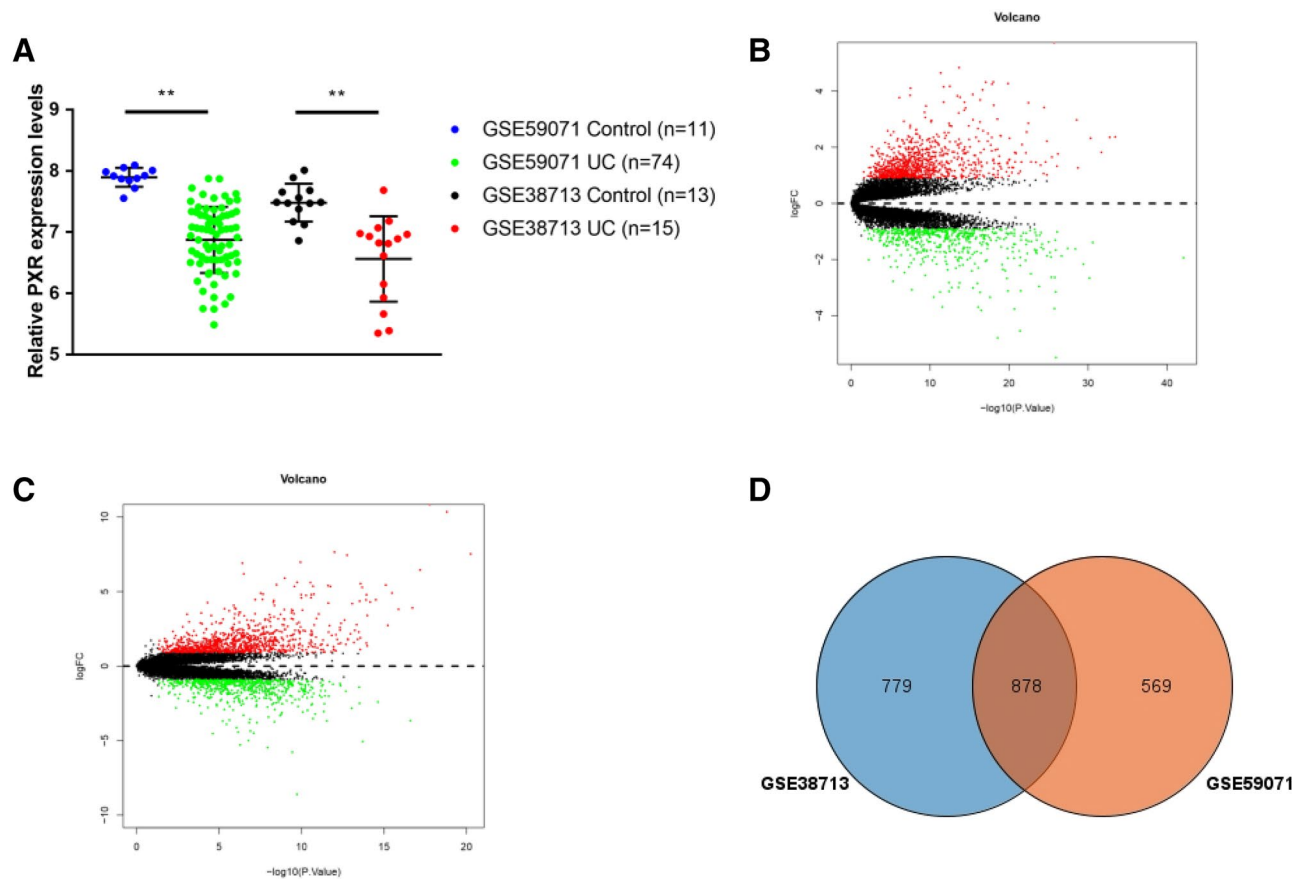 A
Relative PXR expression levels
9
8
7
6
5
**
**
GSE59071 Control (n=11)
GSE59071 UC (n=74)
GSE38713 Control (n=13)
GSE38713 UC (n=15)
B
Volcano
logFC
4
2
0
−2
−4
0 10 20 30 40
−log10(P.Value)
C
Volcano
logFC
10
5
0
−5
−10
0 5 10 15 20
−log10(P.Value)
D
779 878 569
GSE38713 GSE59071